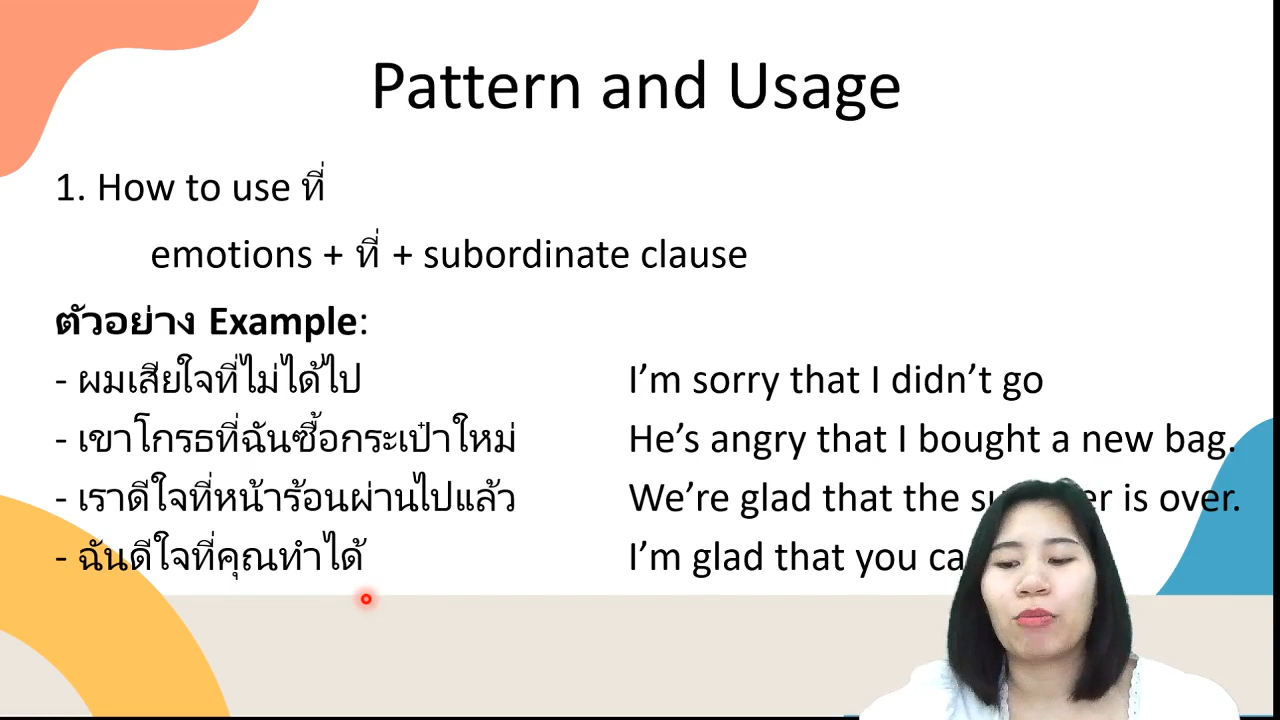 Pattern and Usage
1. How to use ที่
emotions + ที่ + subordinate clause
ตัวอย่าง Example:
- ผมเสียใจที่ไม่ได้ไป I’m sorry that I didn’t go
- เขาโกรธที่ฉันซื้อกระเป๋าใหม่ He’s angry that I bought a new bag.
- เราดีใจที่หน้าร้อนผ่านไปแล้ว We’re glad that the is over.
- ฉันดีใจที่คุณทำได้ I’m glad that you